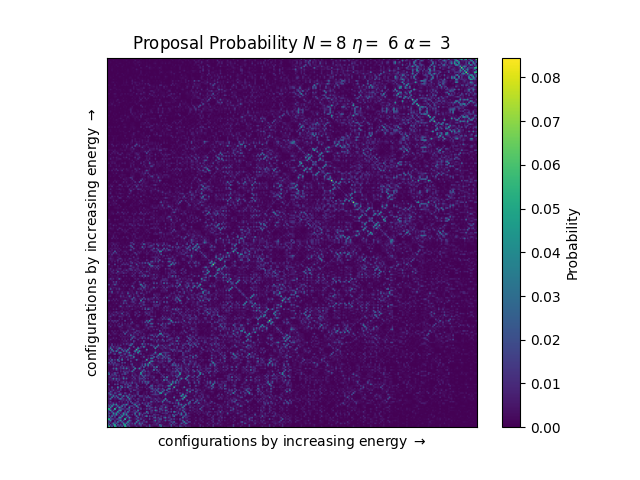 Proposal Probability N = 8 η = 6 α = 3
configurations by increasing energy →
configurations by increasing energy →
0.08
0.07
0.06
0.05
0.04
0.03
0.02
0.01
0.00
Probability